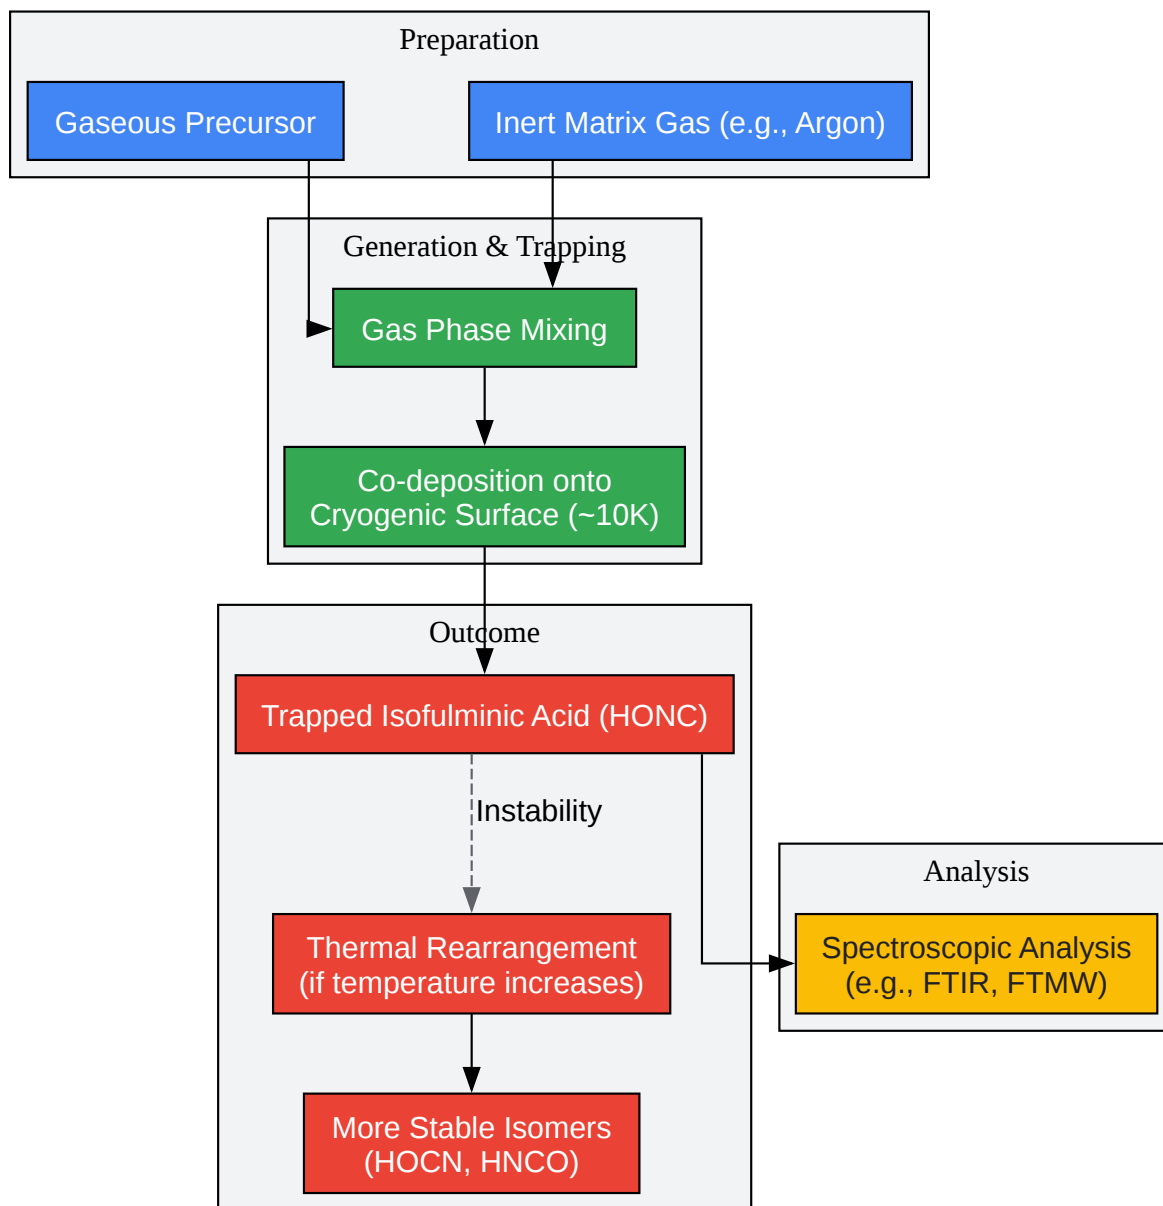 Preparation
Gaseous Precursor
Inert Matrix Gas (e.g., Argon)
Generation & Trapping
Gas Phase Mixing
Co-deposition onto
Cryogenic Surface (~10K)
Outcome
Trapped Isofulminic Acid (HONC)
Instability
Analysis
Spectroscopic Analysis
(e.g., FTIR, FTMW)
Thermal Rearrangement
(if temperature increases)
More Stable Isomers
(HOCN, HNCO)